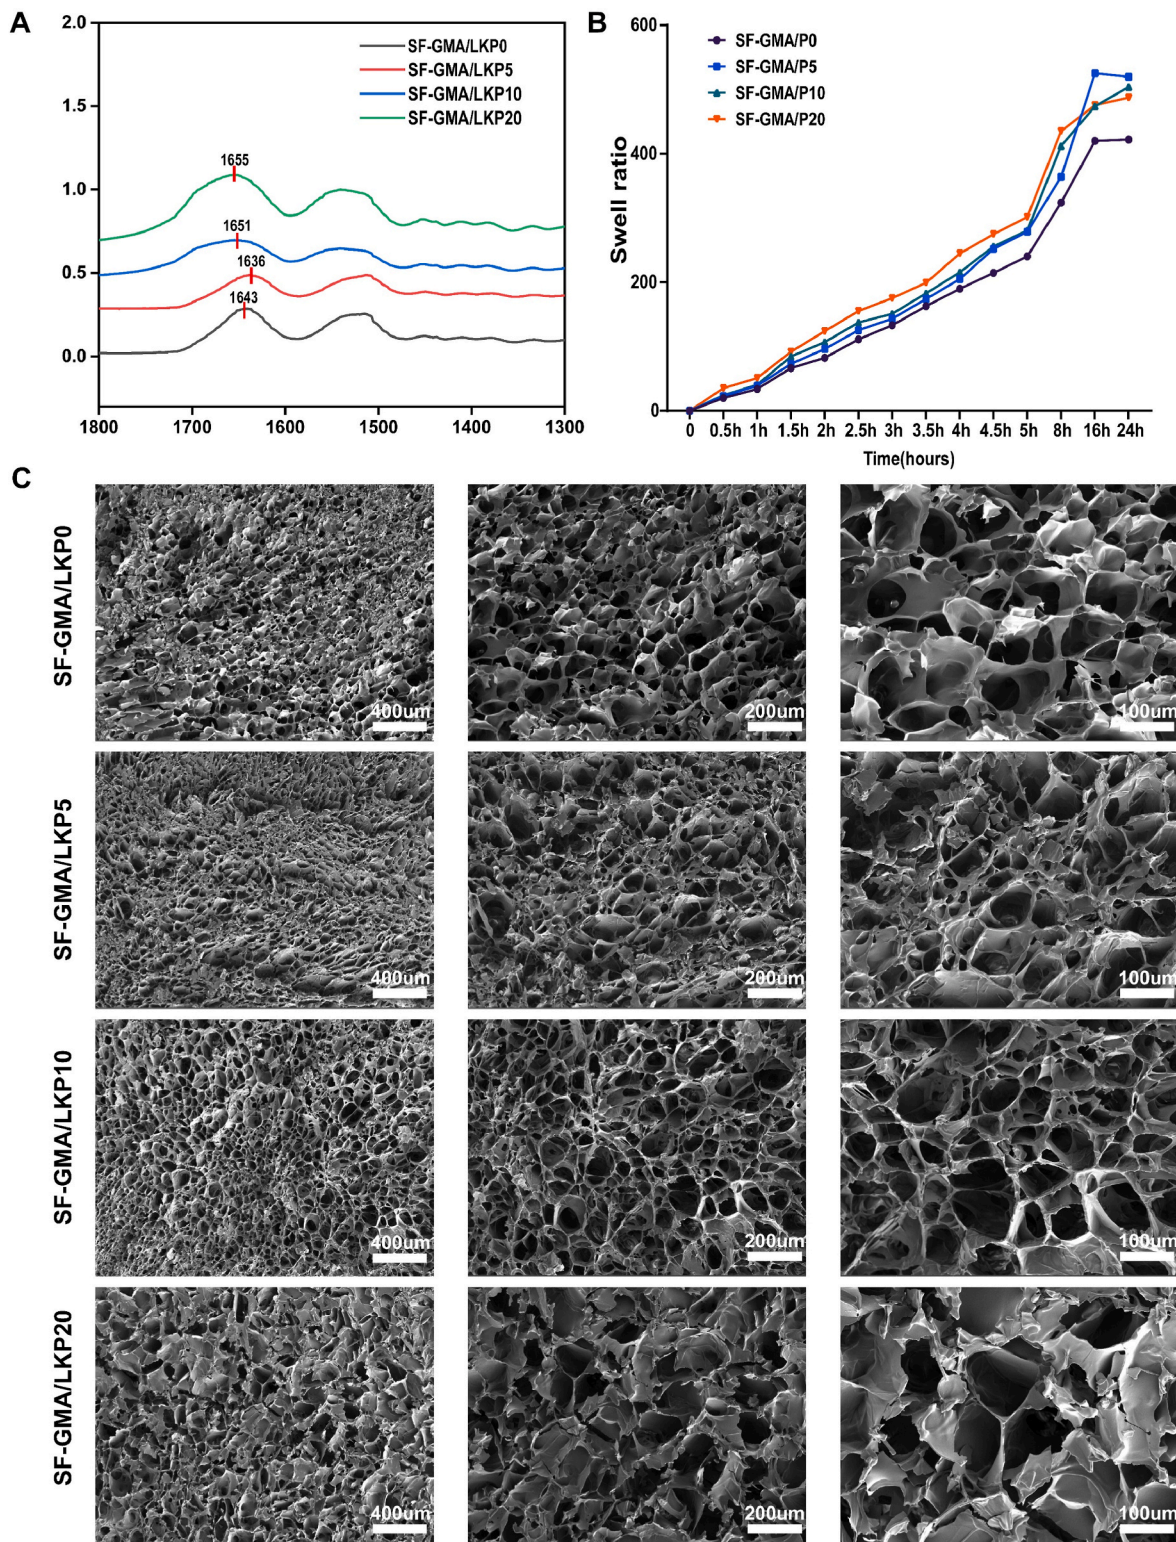 A
2.0
1.5
1.0
0.5
0.0
SF-GMA/LKP0
SF-GMA/LKP5
SF-GMA/LKP10
SF-GMA/LKP20
1655
1651
1636
1643
1800 1700 1600 1500 1400 1300
B
600
400
200
0
Swell ratio
SF-GMA/P0
SF-GMA/P5
SF-GMA/P10
SF-GMA/P20
0 0.5h 1h 1.5h 2h 2.5h 3h 3.5h 4h 4.5h 5h 8h 16h 24h
Time(hours)
C
SF-GMA/LKP0
400um
200um
100um
SF-GMA/LKP5
400um
200um
100um
SF-GMA/LKP10
400um
200um
100um
SF-GMA/LKP20
400um
200um
100um